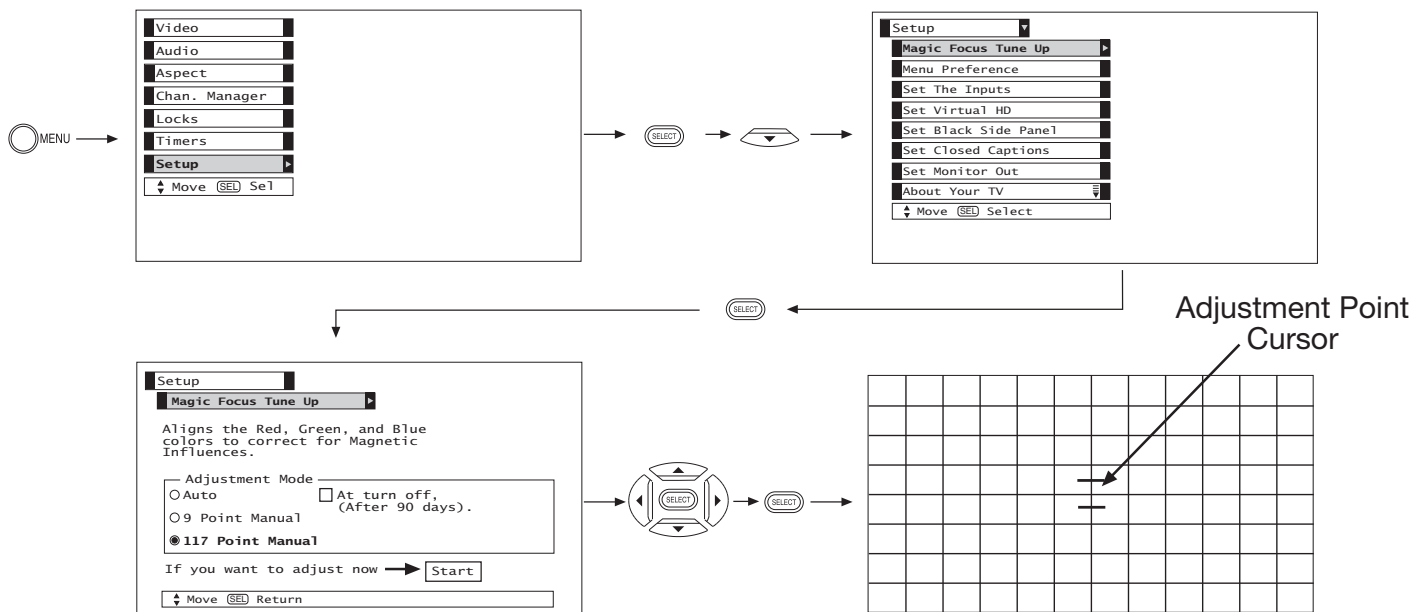 MENU
Video
Audio
Aspect
Chan. Manager
Locks
Timers
Setup
Move SEL Sel
SELECT
Setup
Magic Focus Tune Up
Menu Preference
Set The Inputs
Set Virtual HD
Set Black Side Panel
Set Closed Captions
Set Monitor Out
About Your TV
Move SEL Select
SELECT
Setup
Magic Focus Tune Up
Aligns the Red, Green, and Blue
colors to correct for Magnetic
Influences.
Adjustment Mode
Auto
At turn off,
(After 90 days).
9 Point Manual
117 Point Manual
If you want to adjust now
Start
Move SEL Return
SELECT
SELECT
Adjustment Point
Cursor